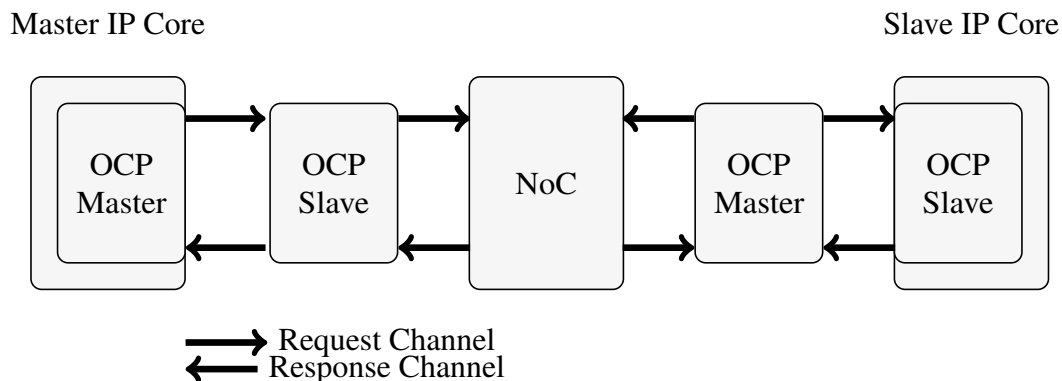 Master IP Core
Slave IP Core
OCP
Master
OCP
Slave
NoC
OCP
Master
OCP
Slave
Request Channel
Response Channel